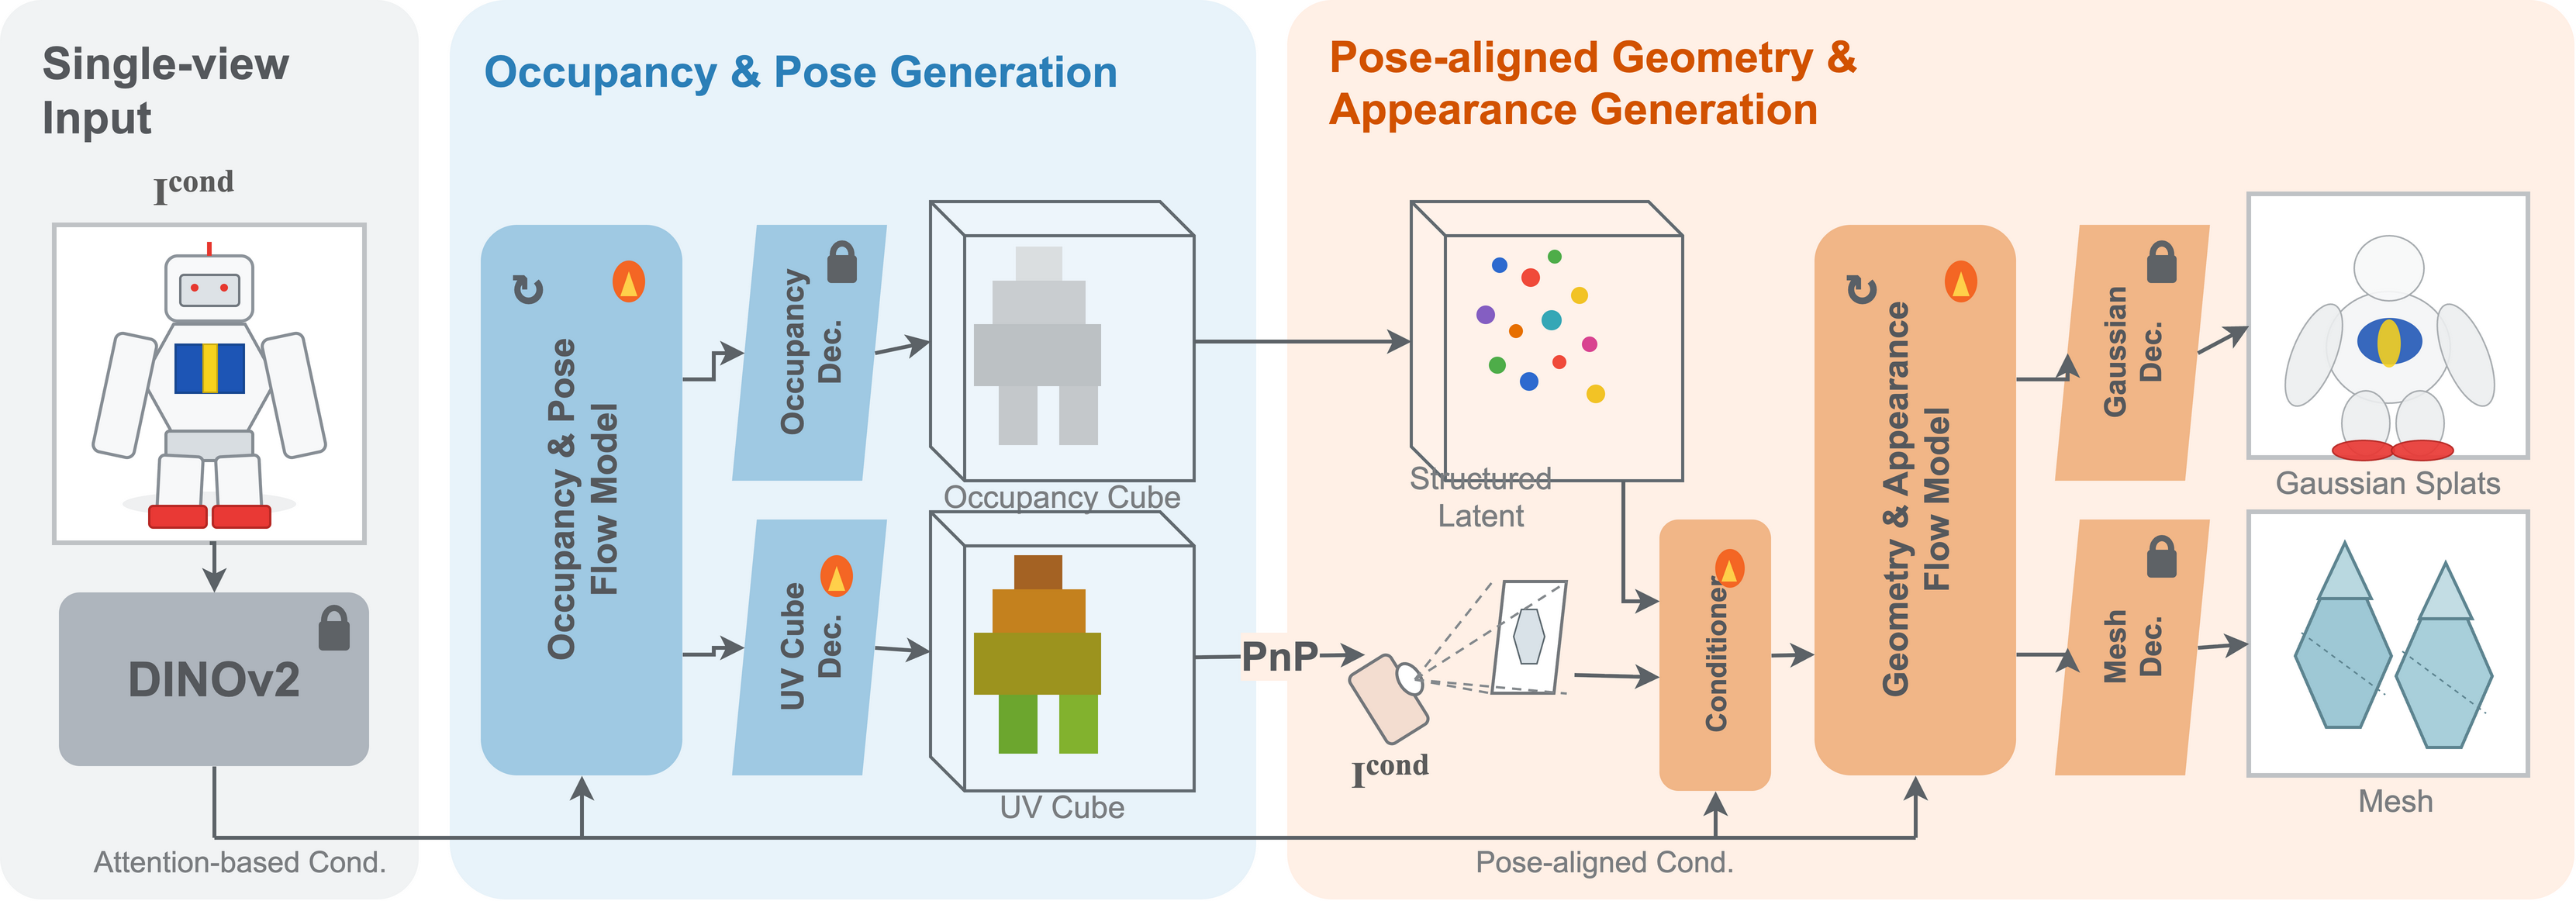 Single-view
Input
I^cond
DINOv2
Attention-based Cond.
Occupancy & Pose Generation
Occupancy & Pose
Flow Model
Occupancy
Dec.
Occupancy Cube
UV Cube
Dec.
UV Cube
PnP
Pose-aligned Geometry &
Appearance Generation
Structured
Latent
I^cond
Conditioner
Pose-aligned Cond.
Geometry & Appearance
Flow Model
Gaussian
Dec.
Gaussian Splats
Mesh
Dec.
Mesh